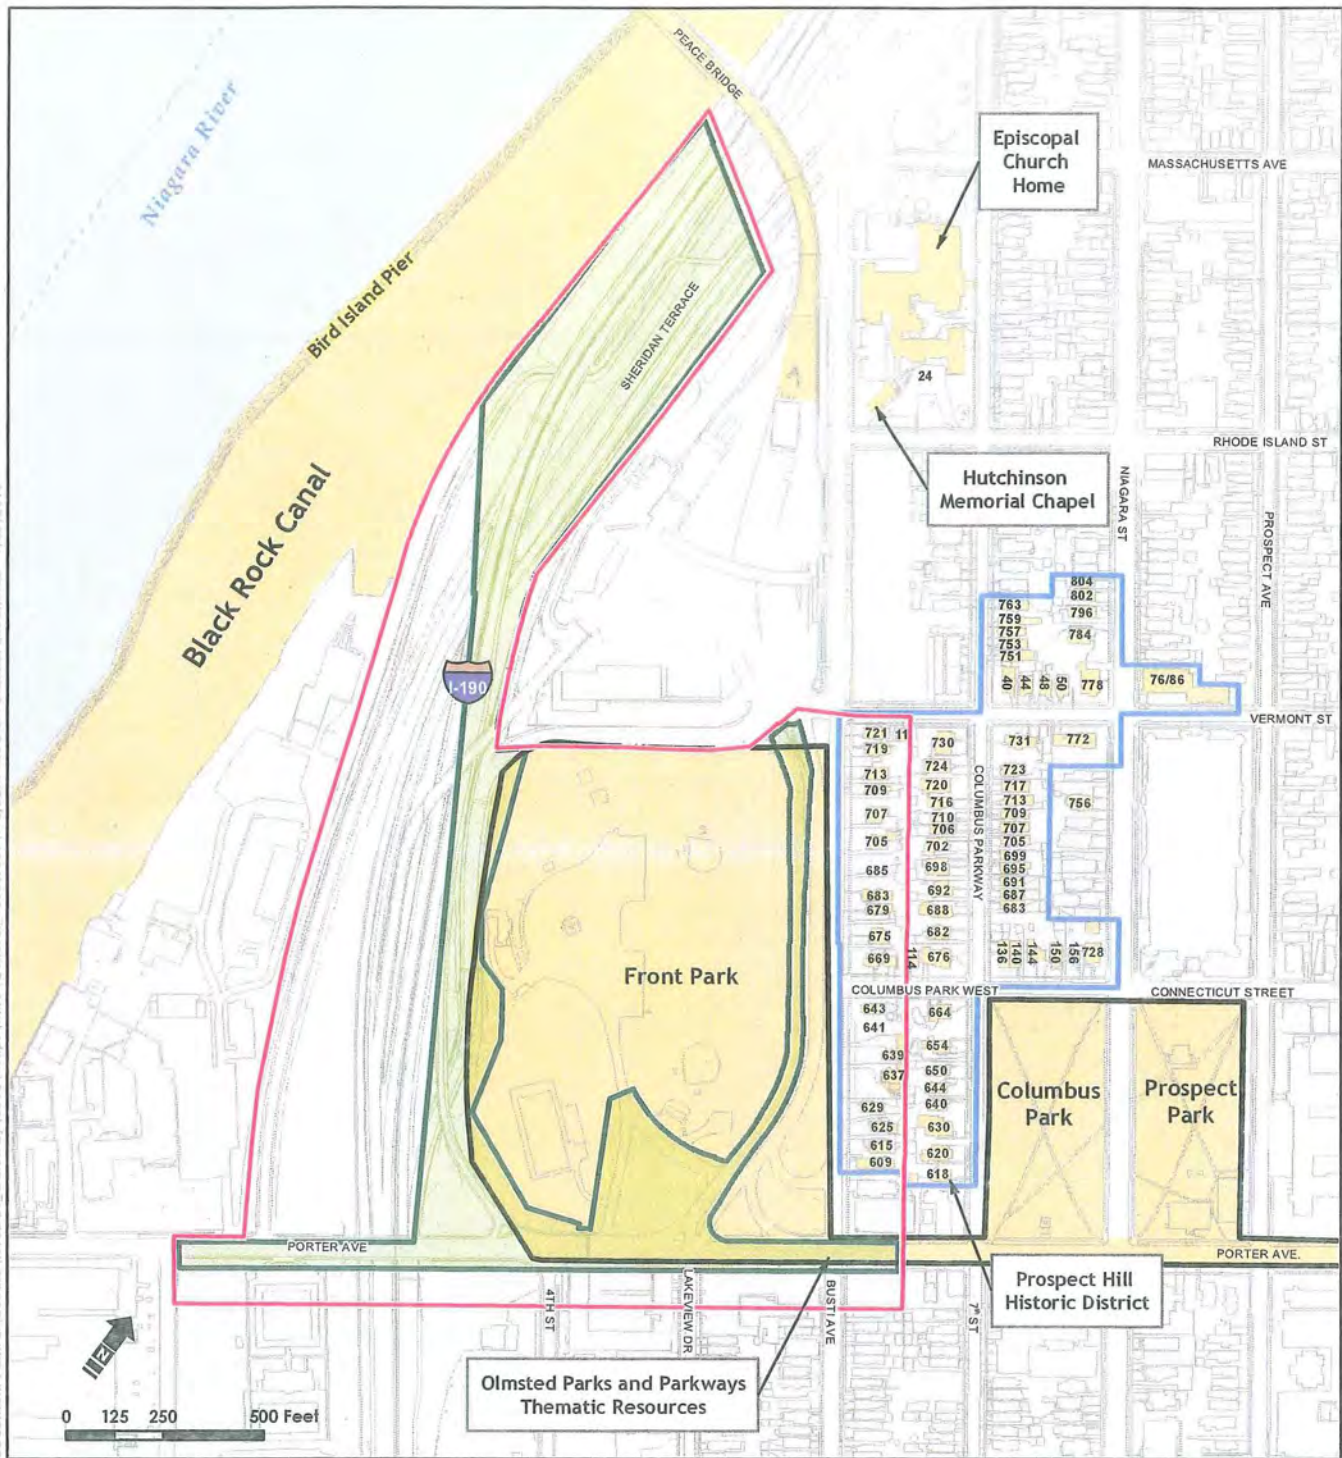 PEACE BRIDGE
Niagara River
Episcopal
Church
Home
MASSACHUSETTS AVE
Bird Island Pier
SHERIDAN TERRACE
24
RHODE ISLAND ST
Hutchinson
Memorial Chapel
NIAGARA ST
PROSPECT AVE
Black Rock Canal
I-190
804
802
796
784
763
759
757
753
751
40
44
48
50
778
76/86
VERMONT ST
721
11
719
713
709
707
705
685
683
679
675
669
730
724
720
716
710
706
702
698
692
688
682
676
114
COLUMBUS PARKWAY
731
772
723
717
713
709
707
705
699
695
691
687
683
756
136
140
144
150
156
728
Front Park
COLUMBUS PARK WEST
CONNECTICUT STREET
643
641
639
637
629
625
615
609
664
654
650
644
640
630
620
618
Columbus
Park
Prospect
Park
PORTER AVE
PORTER AVE.
Prospect Hill
Historic District
4TH ST
LAKEVIEW DR
BUSTI AVE
7th ST
Olmsted Parks and Parkways
Thematic Resources
N
0 125 250 500 Feet